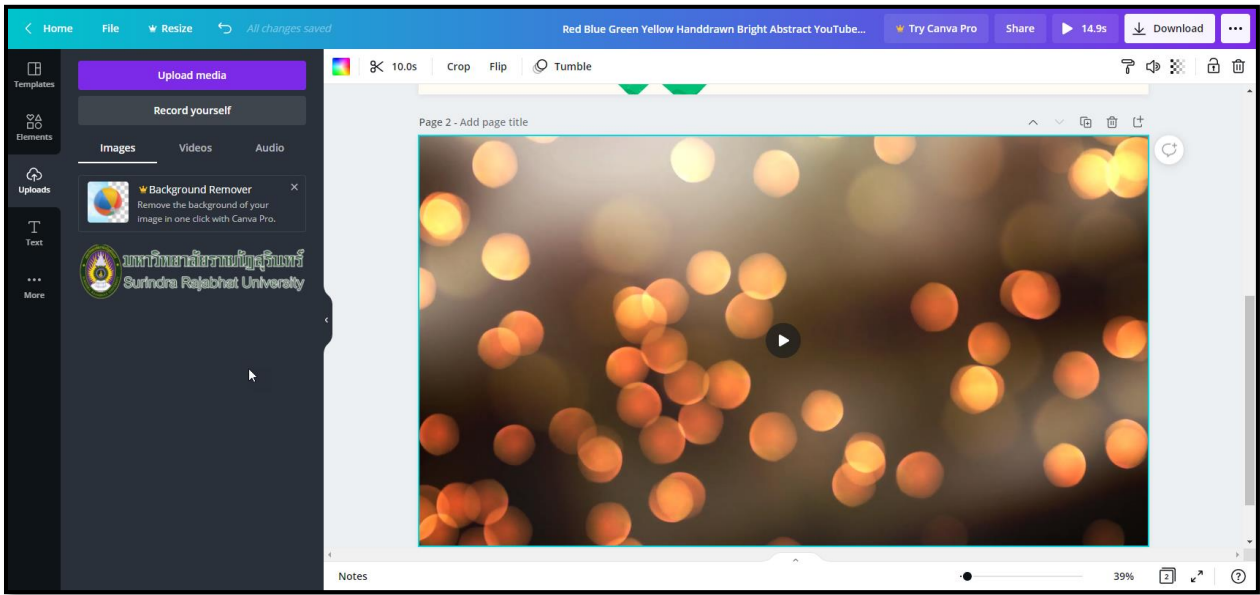 Home File Resize All changes saved Red Blue Green Yellow Handdrawn Bright Abstract YouTube... Try Canva Pro Share 14.9s Download
Templates
Elements
Uploads
Text
More
Upload media
Record yourself
Images Videos Audio
Background Remover
Remove the background of your
image in one click with Canva Pro.
มหาวิทยาลัยราชภัฏสุรินทร์
Surindra Rajabhat University
10.0s Crop Flip Tumble
Page 2 - Add page title
Notes 39% 2